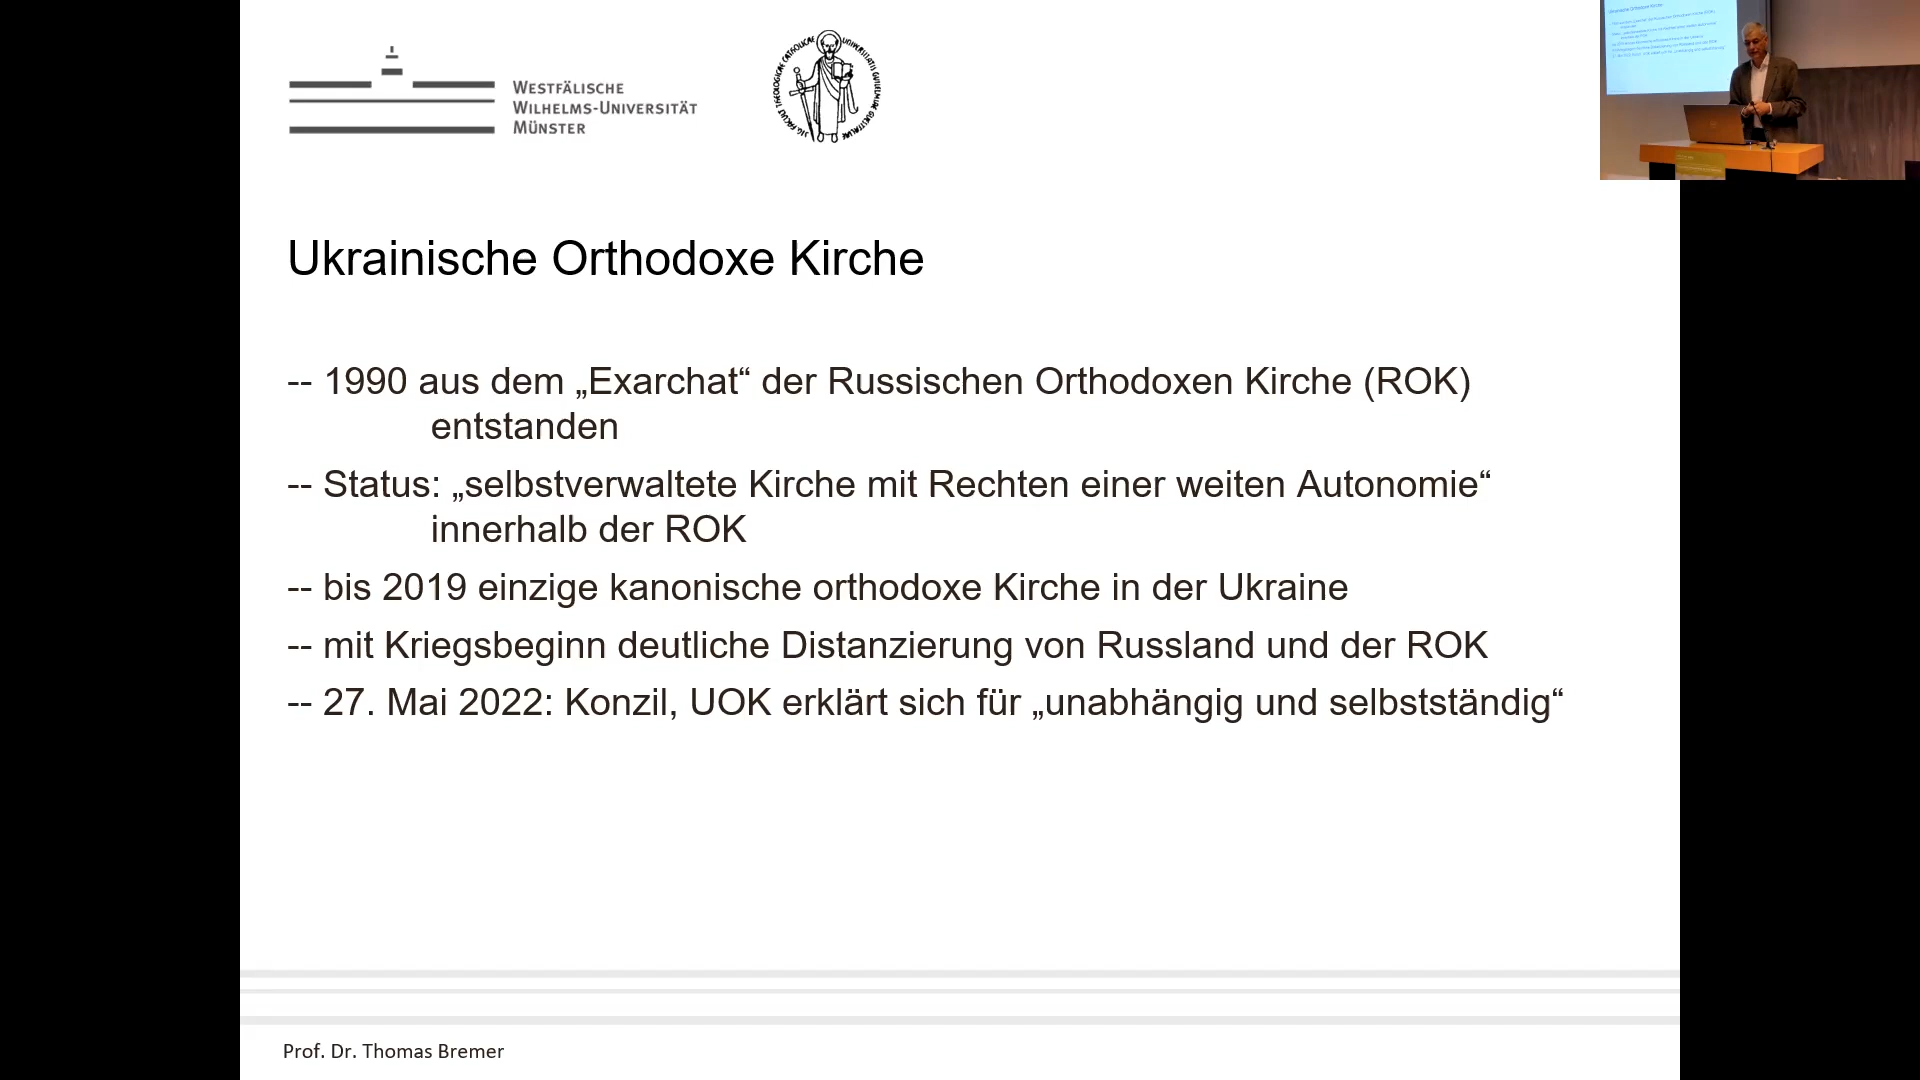 WESTFÄLISCHE
WILHELMS-UNIVERSITÄT
MÜNSTER
Ukrainische Orthodoxe Kirche
-- 1990 aus dem „Exarchat“ der Russischen Orthodoxen Kirche (ROK)
entstanden
-- Status: „selbstverwaltete Kirche mit Rechten einer weiten Autonomie“
innerhalb der ROK
-- bis 2019 einzige kanonische orthodoxe Kirche in der Ukraine
-- mit Kriegsbeginn deutliche Distanzierung von Russland und der ROK
-- 27. Mai 2022: Konzil, UOK erklärt sich für „unabhängig und selbstständig“
Prof. Dr. Thomas Bremer